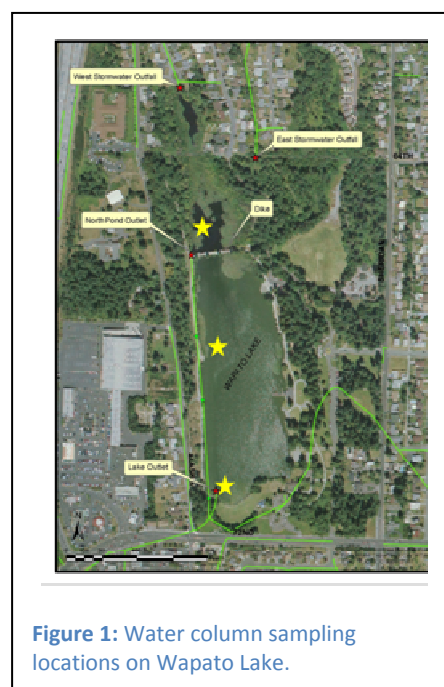 West Stormwater Outfall
East Stormwater Outfall
64TH
Dike
North Pond Outlet
WAPATO LAKE
Lake Outlet
N
Figure 1: Water column sampling
locations on Wapato Lake.